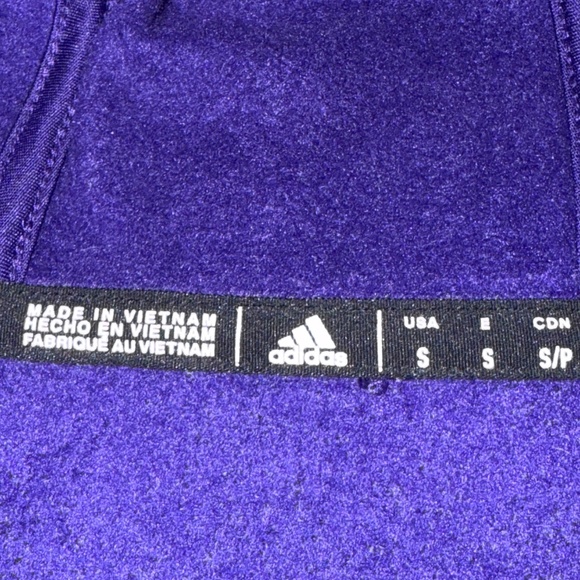 MADE IN VIETNAM
HECHO EN VIETNAM
FABRIQUÉ AU VIETNAM
adidas
USA E CDN
S S S/P